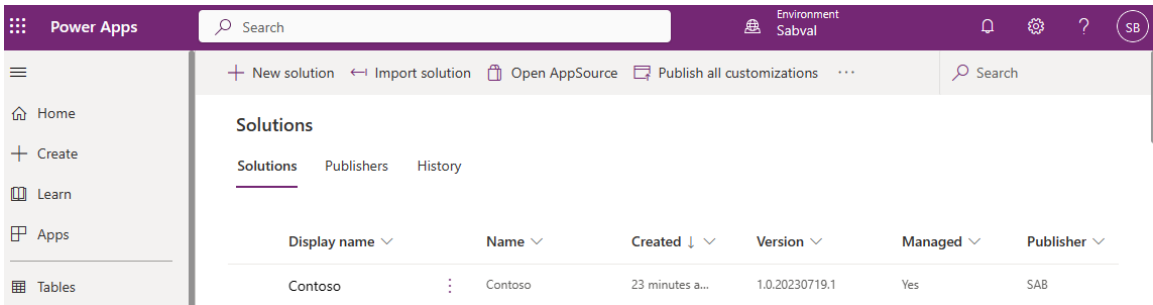 Power Apps
Search
Environment
Sabval
SB
New solution
Import solution
Open AppSource
Publish all customizations
Search
Home
Create
Learn
Apps
Tables
Solutions
Solutions Publishers History
Display name Name Created Version Managed Publisher
Contoso Contoso 23 minutes a... 1.0.20230719.1 Yes SAB